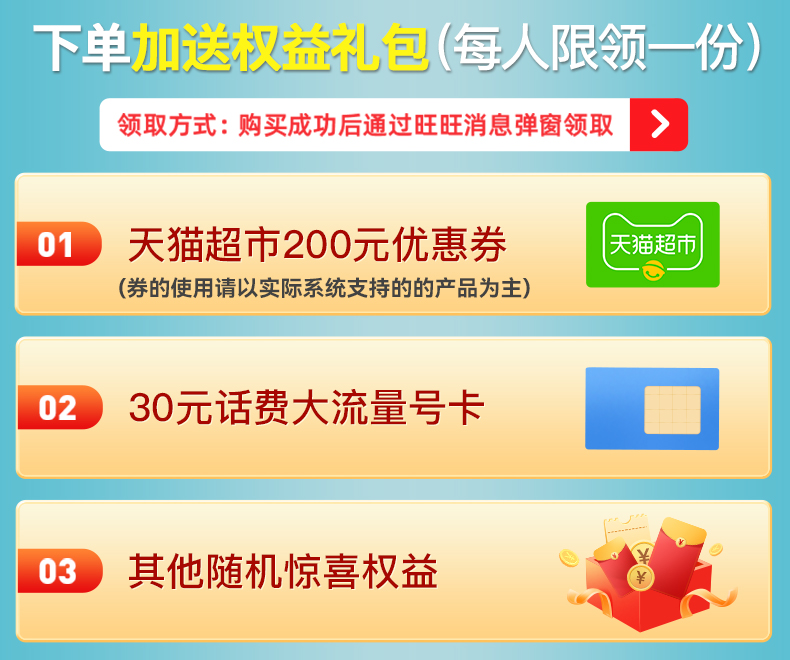 下单加送权益礼包(每人限领一份)
领取方式：购买成功后通过旺旺消息弹窗领取
01
天猫超市200元优惠券
(券的使用请以实际系统支持的的产品为主)
天猫超市
02
30元话费大流量号卡
03
其他随机惊喜权益
¥
¥
¥
¥